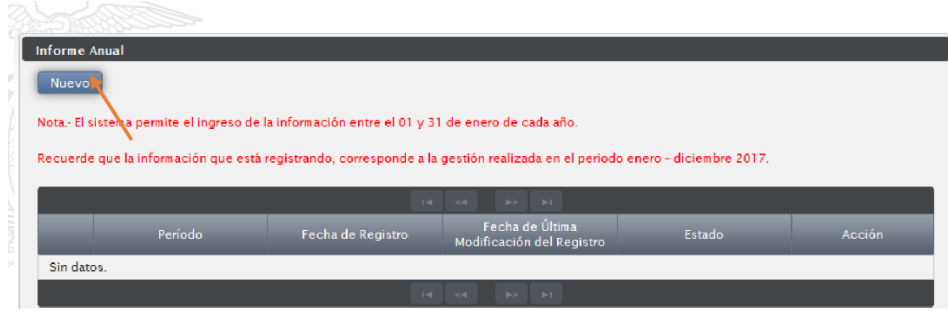 Informe Anual
Nuevo
Nota.- El sistema permite el ingreso de la información entre el 01 y 31 de enero de cada año.
Recuerde que la información que está registrando, corresponde a la gestión realizada en el periodo enero - diciembre 2017.
Período Fecha de Registro Fecha de Última Modificación del Registro Estado Acción
Sin datos.